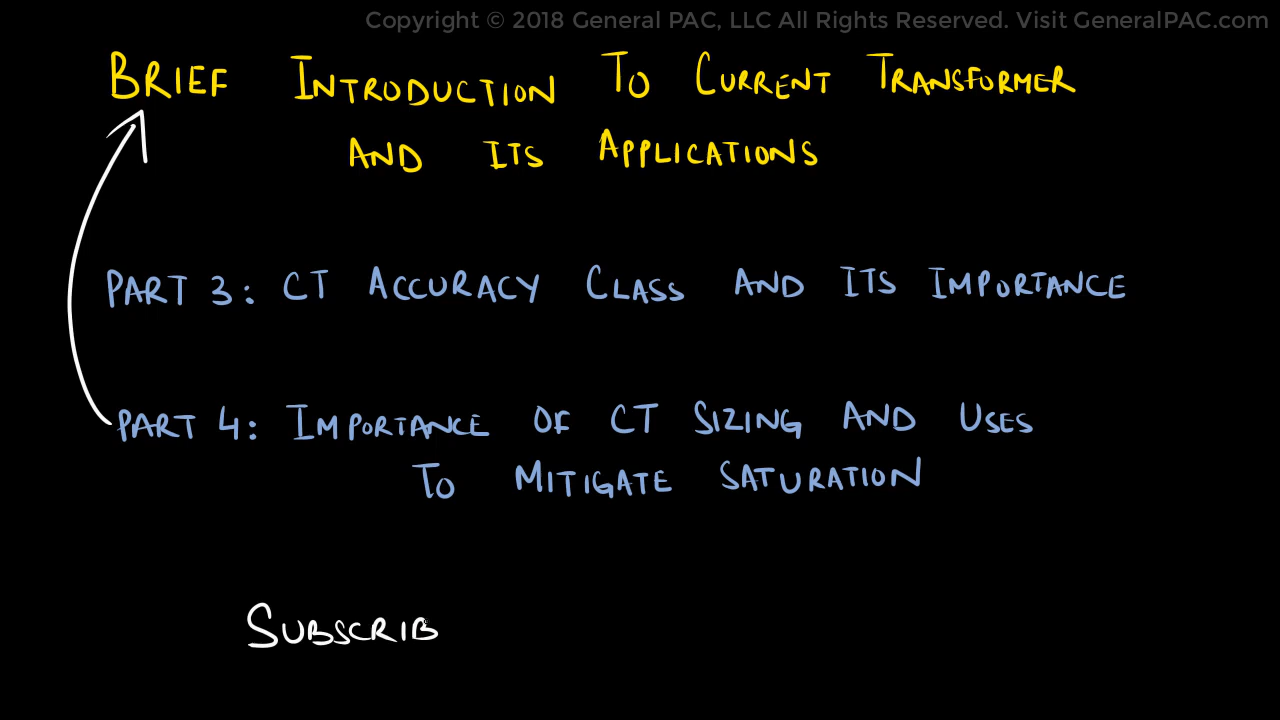 Copyright © 2018 General PAC, LLC All Rights Reserved. Visit GeneralPAC.com
BRIEF INTRODUCTION TO CURRENT TRANSFORMER
AND ITS APPLICATIONS
PART 3: CT ACCURACY CLASS AND ITS IMPORTANCE
PART 4: IMPORTANCE OF CT SIZING AND USES
TO MITIGATE SATURATION
SUBSCRIB